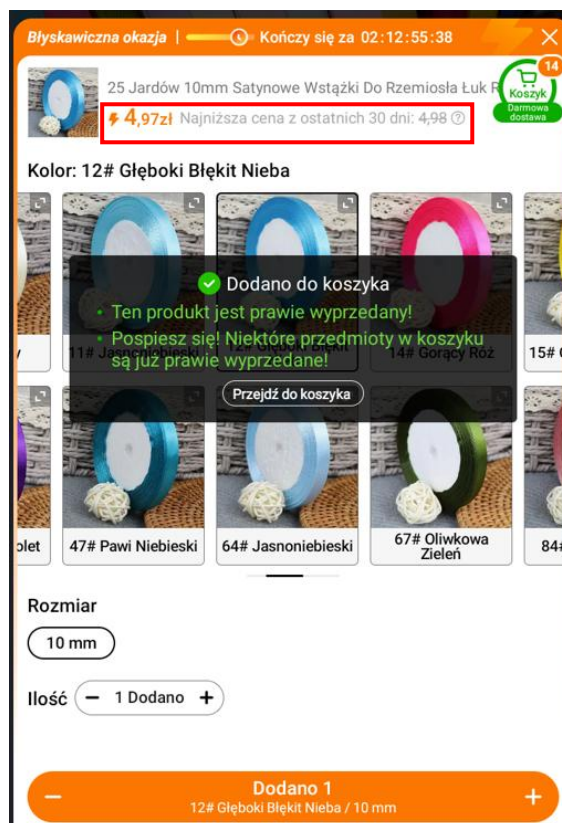 Błyskawiczna okazja | Kończy się za 02:12:55:38
14
25 Jardów 10mm Satynowe Wstążki Do Rzemiosła Łuk R
Koszyk
Darmowa
dostawa
4,97zł Najniższa cena z ostatnich 30 dni: 4,98
Kolor: 12# Głęboki Błękit Nieba
Dodano do koszyka
• Ten produkt jest prawie wyprzedany!
• Pospiesz się! Niektóre przedmioty w koszyku
są już prawie wyprzedane!
Przejdź do koszyka
y
11# Jasnoniebieski
12# Głęboki Błękit
14# Gorący Róż
15# 
olet
47# Pawi Niebieski
64# Jasnoniebieski
67# Oliwkowa
Zieleń
84#
Rozmiar
10 mm
Ilość − 1 Dodano +
− Dodano 1 +
12# Głęboki Błękit Nieba / 10 mm